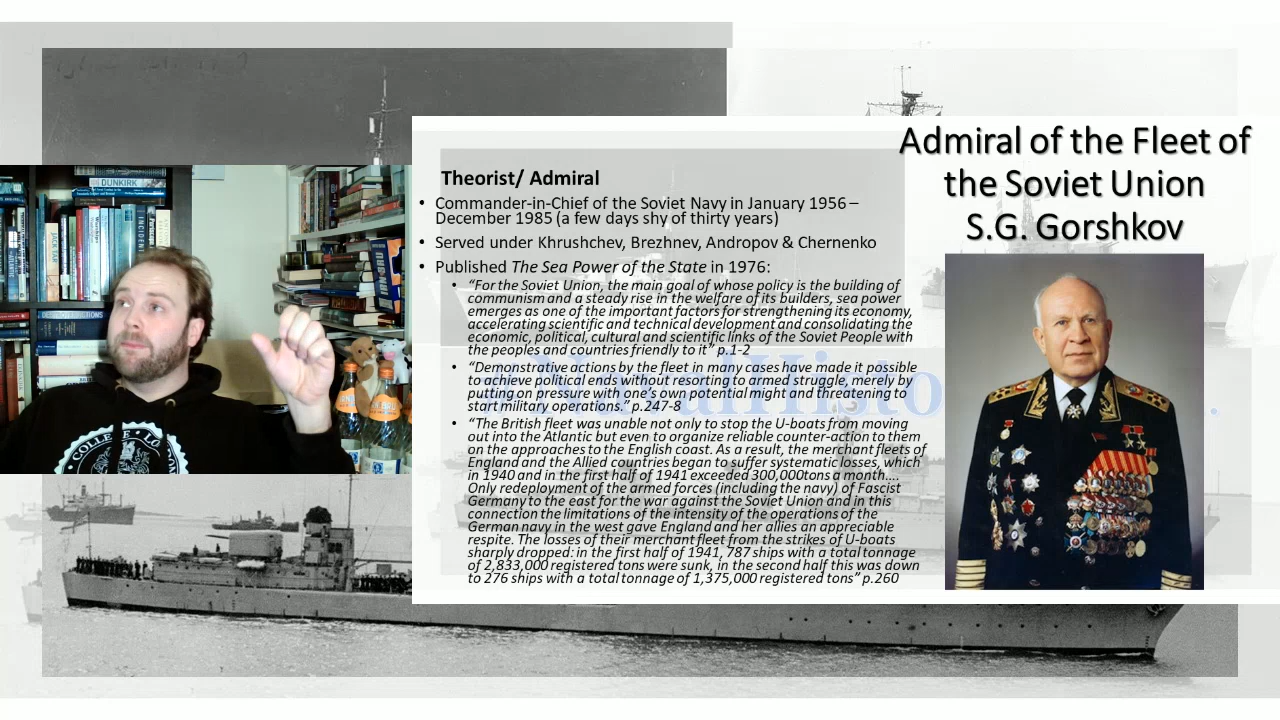 Admiral of the Fleet of
the Soviet Union
S.G. Gorshkov
Theorist/ Admiral
• Commander-in-Chief of the Soviet Navy in January 1956 –
December 1985 (a few days shy of thirty years)
• Served under Khrushchev, Brezhnev, Andropov & Chernenko
• Published The Sea Power of the State in 1976:
• “For the Soviet Union, the main goal of whose policy is the building of
communism and a steady rise in the welfare of its builders, sea power
emerges as one of the important factors for strengthening its economy,
accelerating scientific and technical development and consolidating the
economic, political, cultural and scientific links of the Soviet People with
the peoples and countries friendly to it” p.1-2
• “Demonstrative actions by the fleet in many cases have made it possible
to achieve political ends without resorting to armed struggle, merely by
putting on pressure with one’s own potential might and threatening to
start military operations.” p.247-8
• “The British fleet was unable not only to stop the U-boats from moving
out into the Atlantic but even to organize reliable counter-action to them
on the approaches to the English coast. As a result, the merchant fleets of
England and the Allied countries began to suffer systematic losses, which
in 1940 and in the first half of 1941 exceeded 300,000tons a month....
Only redeployment of the armed forces (including the navy) of Fascist
Germany to the east for the war against the Soviet Union and in this
connection the limitations of the intensity of the operations of the
German navy in the west gave England and her allies an appreciable
respite. The losses of their merchant fleet from the strikes of U-boats
sharply dropped: in the first half of 1941, 787 ships with a total tonnage
of 2,833,000 registered tons were sunk, in the second half this was down
to 276 ships with a total tonnage of 1,375,000 registered tons” p.260
DUNKIRK
COLLEGE